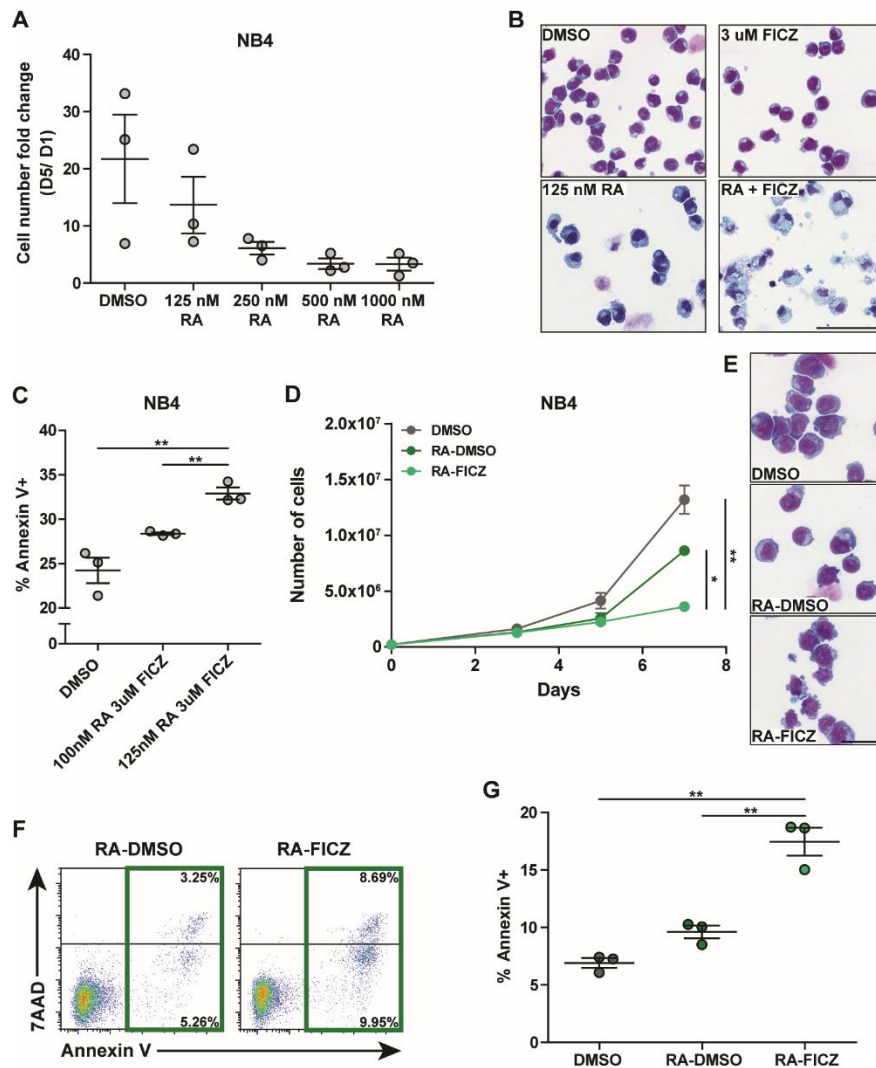 A
NB4
Cell number fold change
(D5/ D1)
40
30
20
10
0
DMSO
125 nM
RA
250 nM
RA
500 nM
RA
1000 nM
RA
B
DMSO
3 uM FICZ
125 nM RA
RA + FICZ
C
NB4
% Annexin V+
40
35
30
25
20
0
**
**
DMSO
100nM RA 3uM FICZ
125nM RA 3uM FICZ
D
NB4
Number of cells
2.0x10⁷
1.5x10⁷
1.0x10⁷
5.0x10⁶
0
0
2
4
6
8
Days
DMSO
RA-DMSO
RA-FICZ
*
**
E
DMSO
RA-DMSO
RA-FICZ
F
RA-DMSO
RA-FICZ
7AAD
3.25%
5.26%
8.69%
9.95%
Annexin V
G
% Annexin V+
20
15
10
5
0
**
**
DMSO
RA-DMSO
RA-FICZ